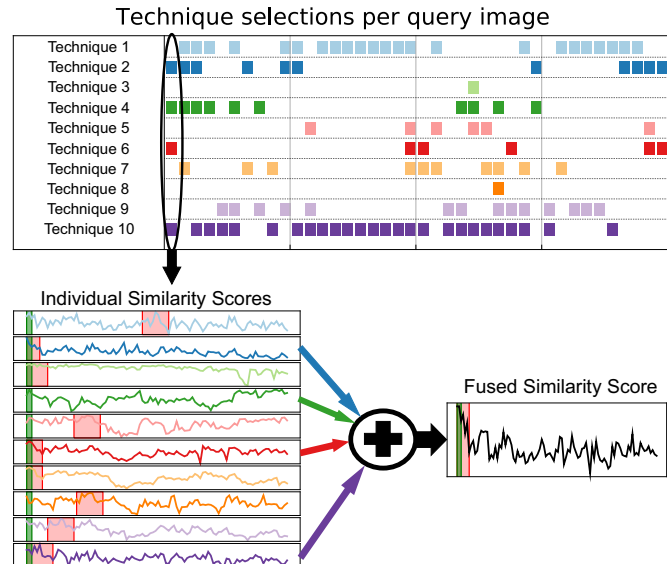 Technique selections per query image
Technique 1
Technique 2
Technique 3
Technique 4
Technique 5
Technique 6
Technique 7
Technique 8
Technique 9
Technique 10
Individual Similarity Scores
Fused Similarity Score